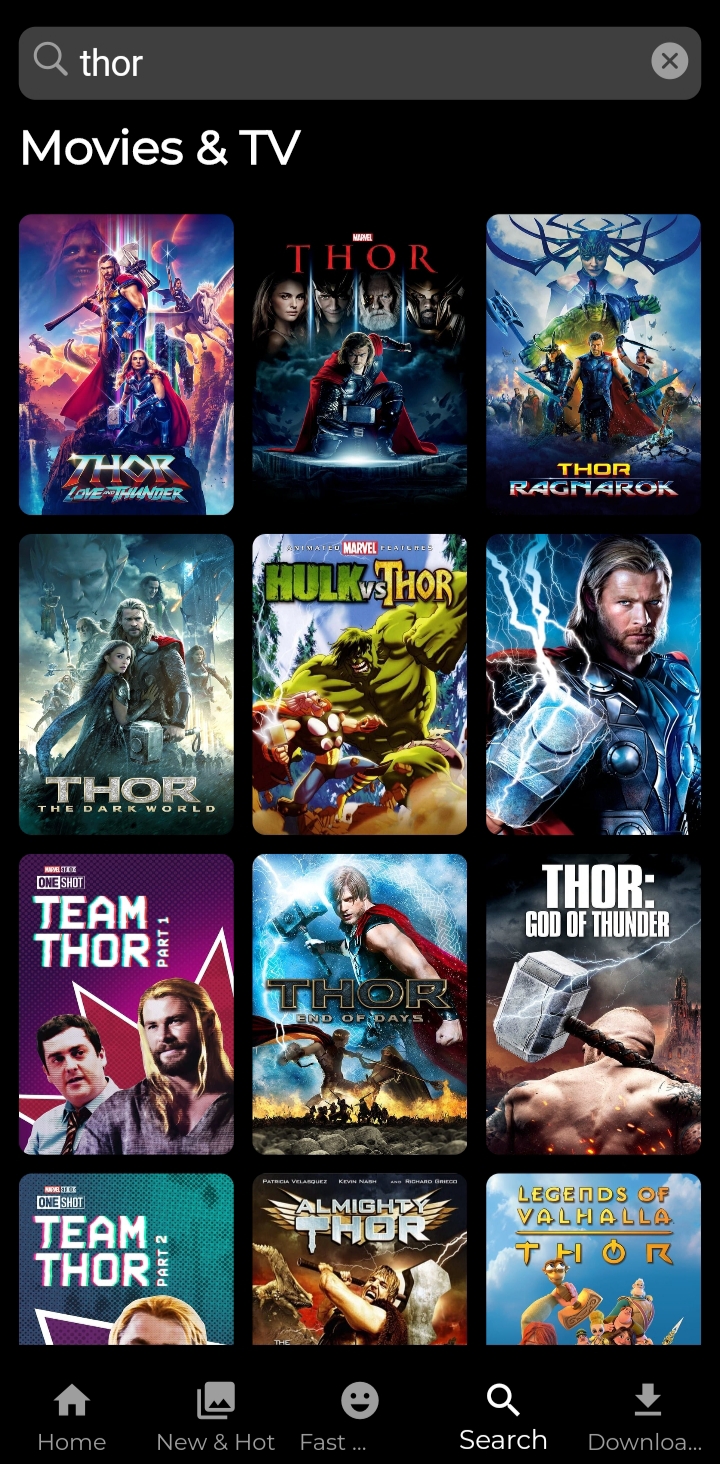 thor
Movies & TV
THOR
LOVE AND THUNDER
MARVEL
THOR
THOR
RAGNAROK
THOR
THE DARK WORLD
ANIMATED MARVEL FEATURES
HULK VS THOR
MARVEL STUDIOS
ONE SHOT
TEAM
THOR
PART 1
THOR
END OF DAYS
THOR:
GOD OF THUNDER
MARVEL STUDIOS
ONE SHOT
TEAM
THOR
PART 2
PATRICIA VELASQUEZ KEVIN NASH AND RICHARD GRIECO
ALMIGHTY
THOR
THE
LEGENDS OF
VALHALLA
THOR
Home
New & Hot
Fast ...
Search
Downloa...